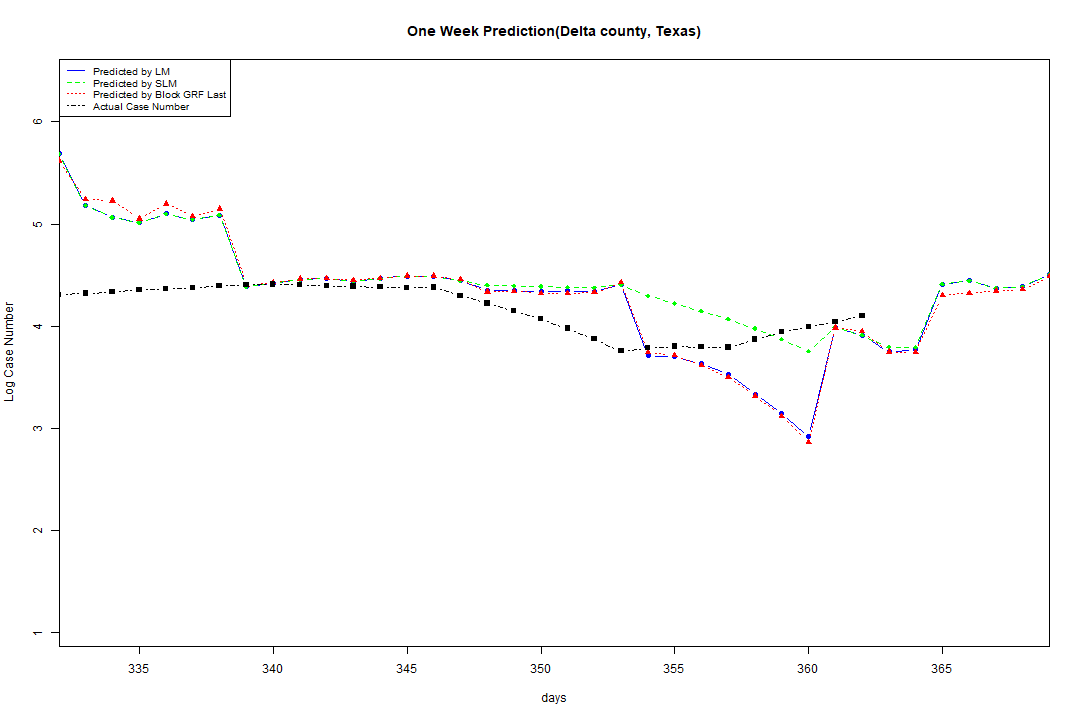 One Week Prediction(Delta county, Texas)
Predicted by LM
Predicted by SLM
Predicted by Block GRF Last
Actual Case Number
6
5
4
3
2
1
Log Case Number
335 340 345 350 355 360 365
days